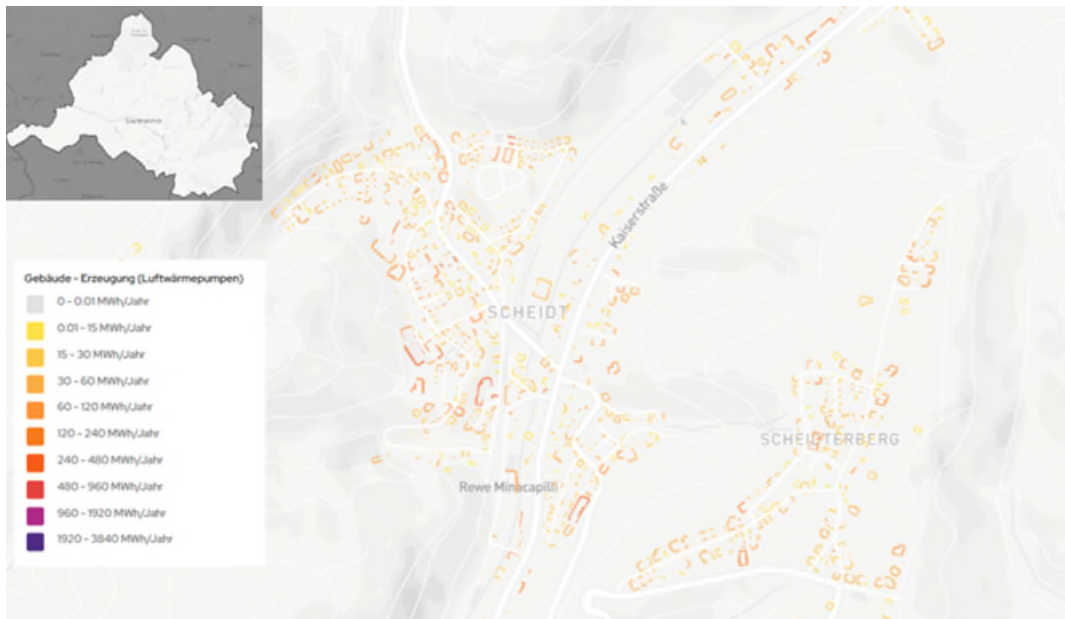 Kaiserstraße
SCHEIDT
SCHEIDTERBERG
Rewe Minacapilli
Gebäude - Erzeugung (Luftwärmepumpen)
0 - 0.01 MWh/Jahr
0.01 - 15 MWh/Jahr
15 - 30 MWh/Jahr
30 - 60 MWh/Jahr
60 - 120 MWh/Jahr
120 - 240 MWh/Jahr
240 - 480 MWh/Jahr
480 - 960 MWh/Jahr
960 - 1920 MWh/Jahr
1920 - 3840 MWh/Jahr